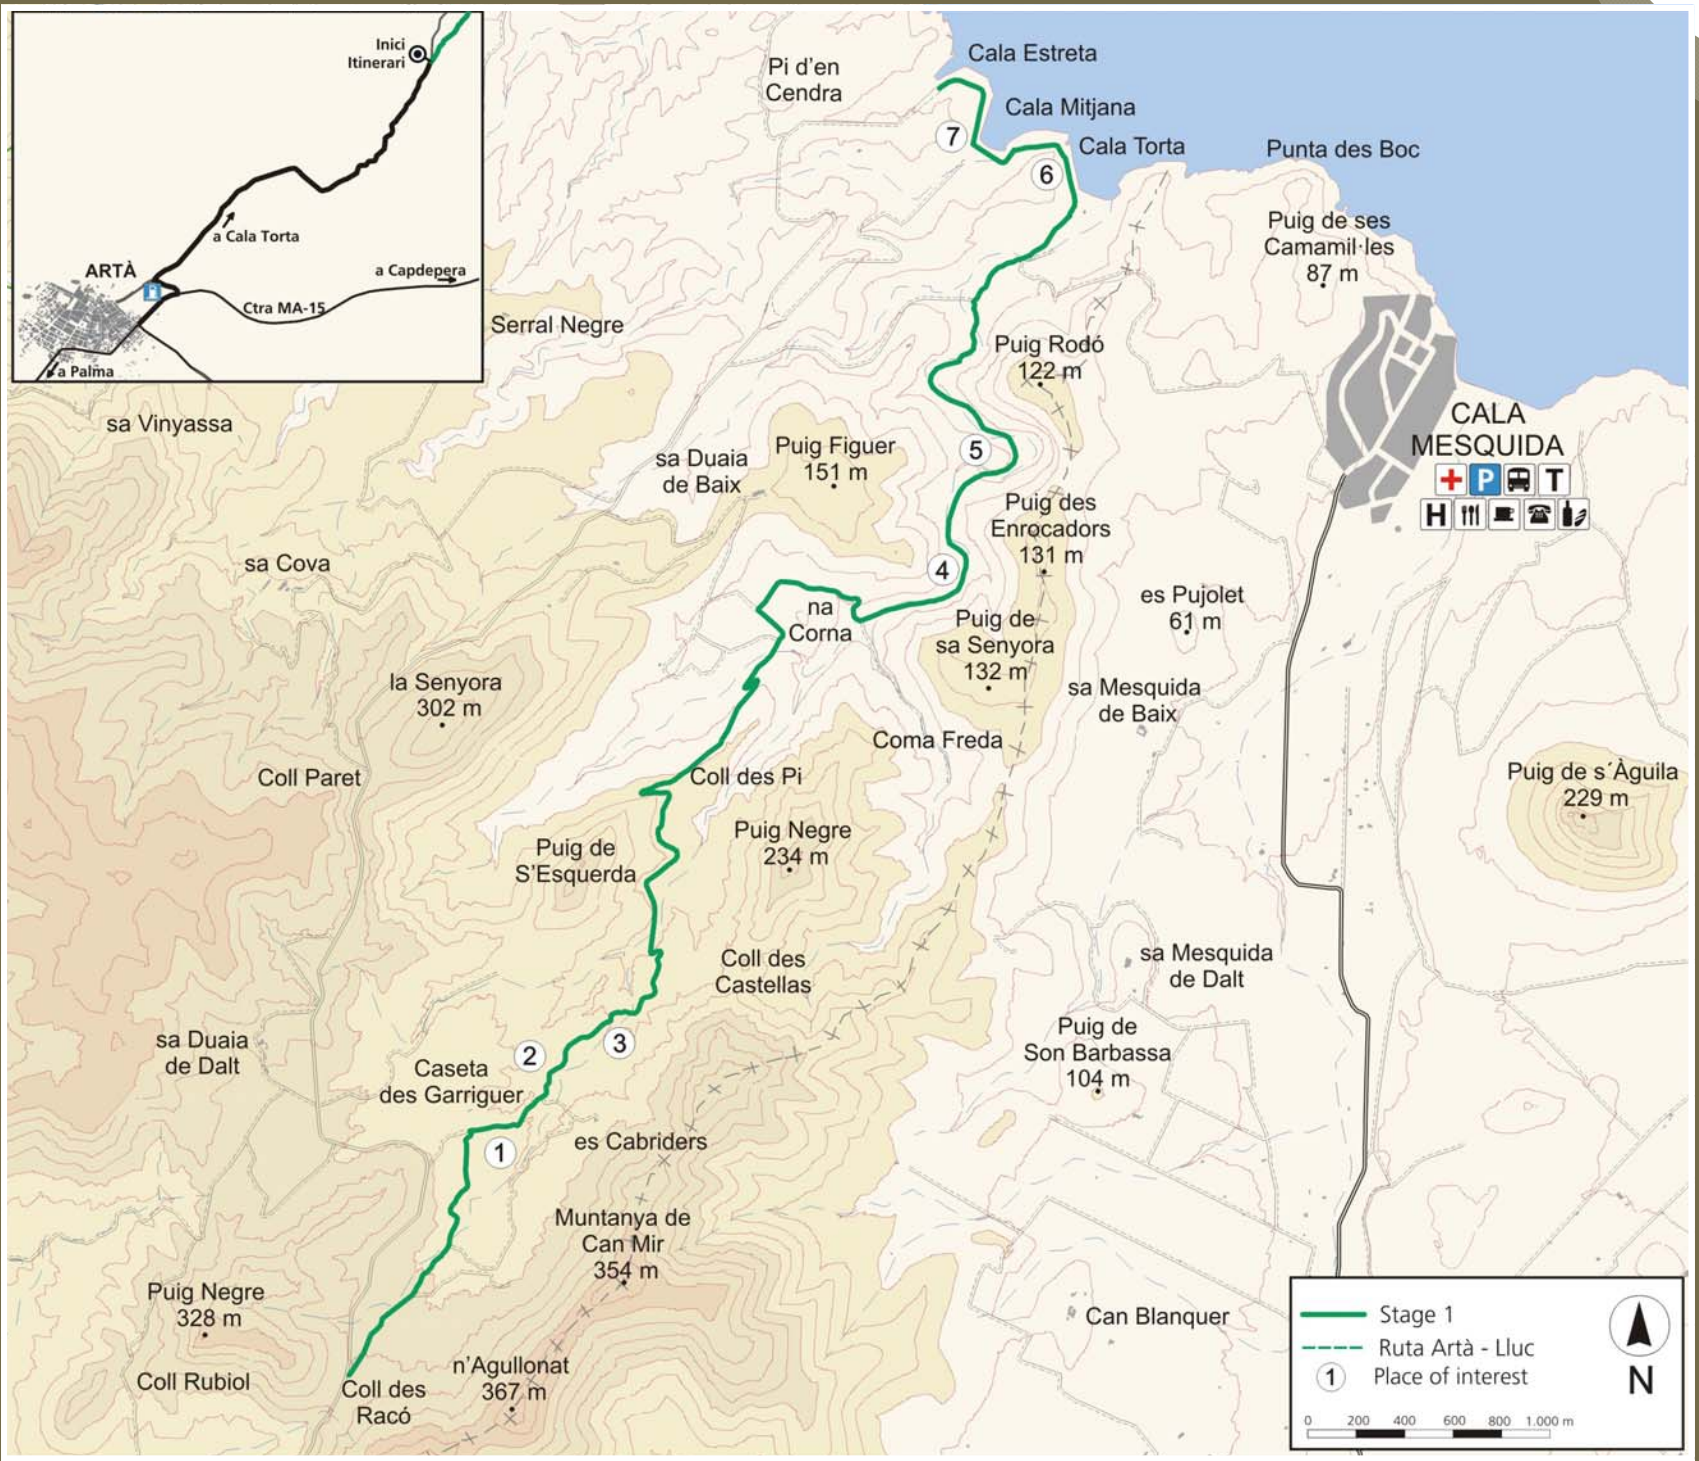 Inici
Itinerari
a Cala Torta
ARTÀ
a Capdepera
Ctra MA-15
a Palma
Cala Estreta
Pi d'en
Cendra
Cala Mitjana
7
Cala Torta
Punta des Boc
6
Puig de ses
Camamil·les
87 m
Serral Negre
Puig Rodó
122 m
sa Vinyassa
CALA
MESQUIDA
P
T
H
Puig Figuer
151 m
5
sa Duaia
de Baix
Puig des
Enrocadors
131 m
sa Cova
4
es Pujolet
61 m
na
Corna
Puig de
sa Senyora
132 m
la Senyora
302 m
sa Mesquida
de Baix
Coma Freda
Coll Paret
Coll des Pi
Puig de s´Àguila
229 m
Puig de
S'Esquerda
Puig Negre
234 m
Coll des
Castellas
sa Mesquida
de Dalt
sa Duaia
de Dalt
2
3
Puig de
Son Barbassa
104 m
Caseta
des Garriguer
1
es Cabriders
Muntanya de
Can Mir
354 m
Puig Negre
328 m
Can Blanquer
Coll Rubiol
Coll des
Racó
n'Agullonat
367 m
Stage 1
Ruta Artà - Lluc
1 Place of interest
N
0 200 400 600 800 1.000 m